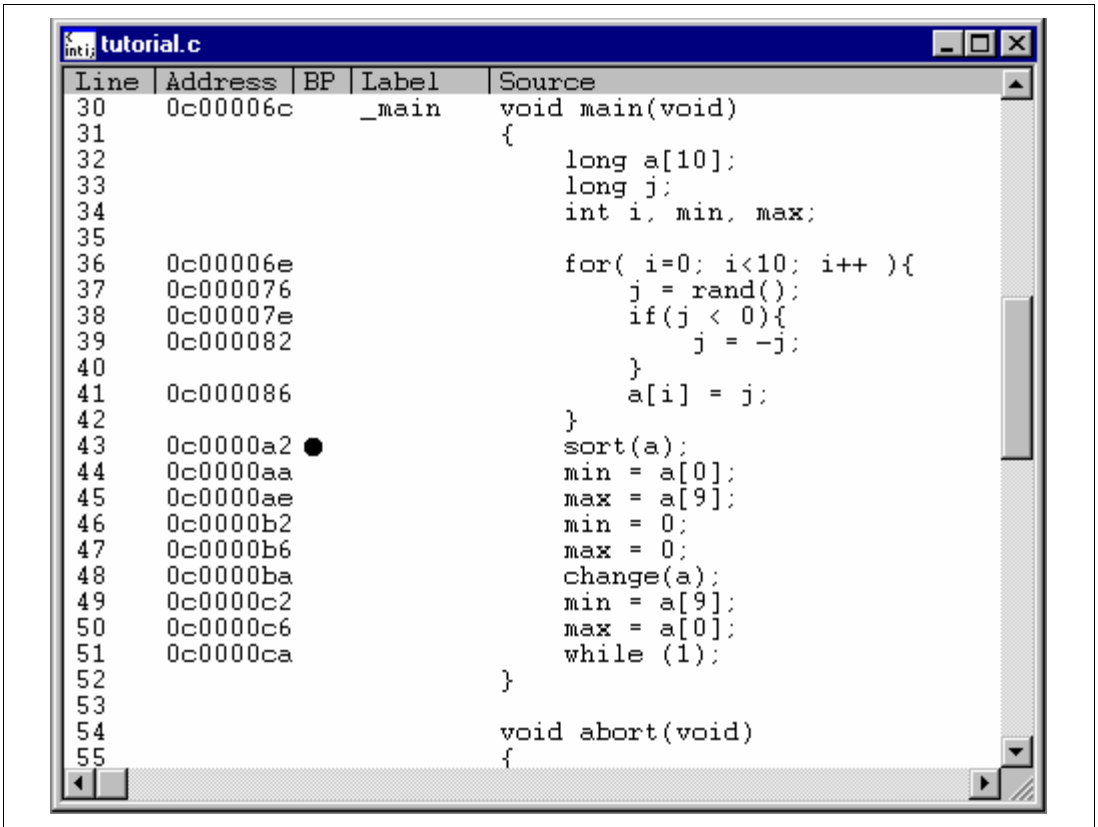 tutorial.c
Line Address BP Label Source
30 0c00006c _main void main(void)
31 {
32 long a[10];
33 long j;
34 int i, min, max;
35
36 0c00006e for( i=0; i<10; i++ ){
37 0c000076 j = rand();
38 0c00007e if(j < 0){
39 0c000082 j = -j;
40 }
41 0c000086 a[i] = j;
42 }
43 0c0000a2 ● sort(a);
44 0c0000aa min = a[0];
45 0c0000ae max = a[9];
46 0c0000b2 min = 0;
47 0c0000b6 max = 0;
48 0c0000ba change(a);
49 0c0000c2 min = a[9];
50 0c0000c6 max = a[0];
51 0c0000ca while (1);
52 }
53
54 void abort(void)
55 {